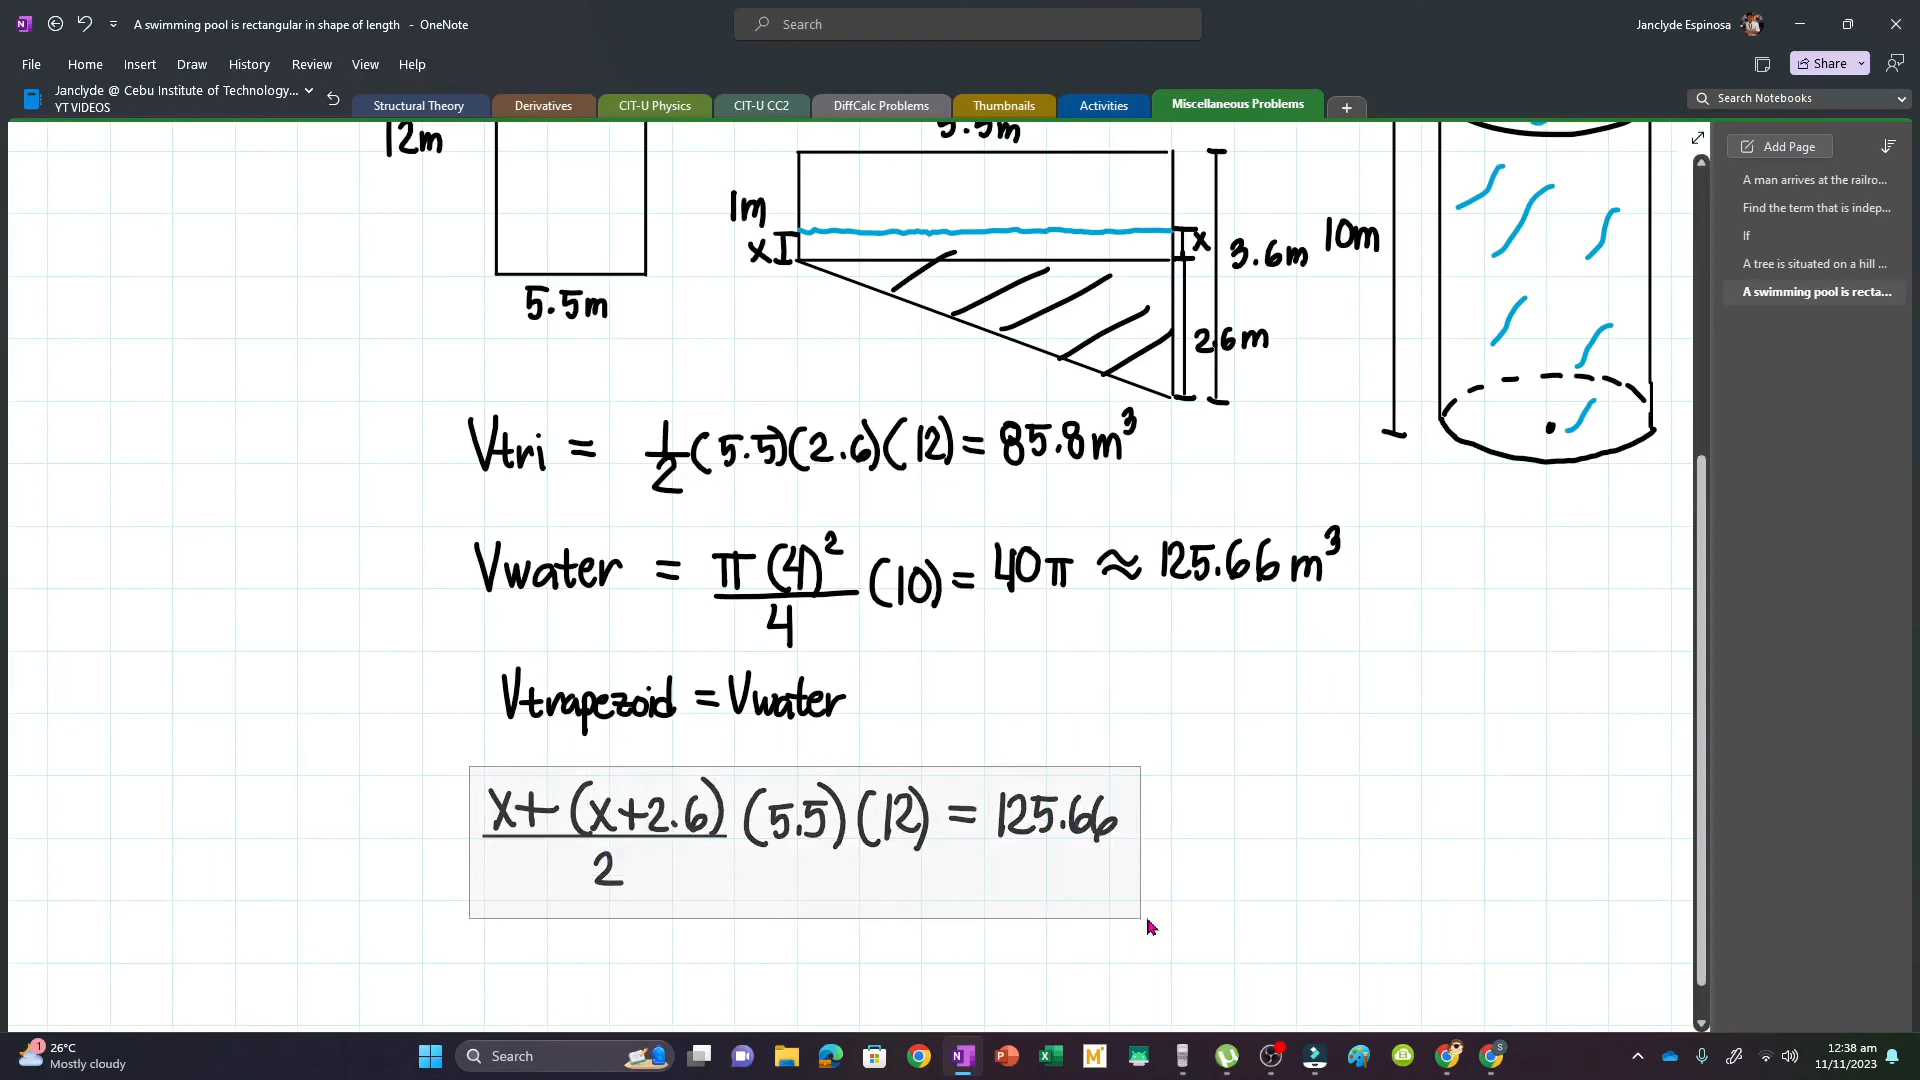 A swimming pool is rectangular in shape of length - OneNote
Search
Janclyde Espinosa
File Home Insert Draw History Review View Help
Share
Janclyde @ Cebu Institute of Technology...
YT VIDEOS
Structural Theory Derivatives CIT-U Physics CIT-U CC2 DiffCalc Problems Thumbnails Activities Miscellaneous Problems +
Search Notebooks
Add Page
A man arrives at the railro...
Find the term that is indep...
If
A tree is situated on a hill ...
A swimming pool is recta...
12m
5.5m
5.5m
1m
x
x
3.6m
2.6m
10m
Vtri = 1/2 (5.5)(2.6)(12) = 85.8 m³
Vwater = π(4)²/4 (10) = 40π ≈ 125.66 m³
Vtrapezoid = Vwater
x+(x+2.6)/2 (5.5)(12) = 125.66
1
26°C
Mostly cloudy
Search
12:38 am
11/11/2023